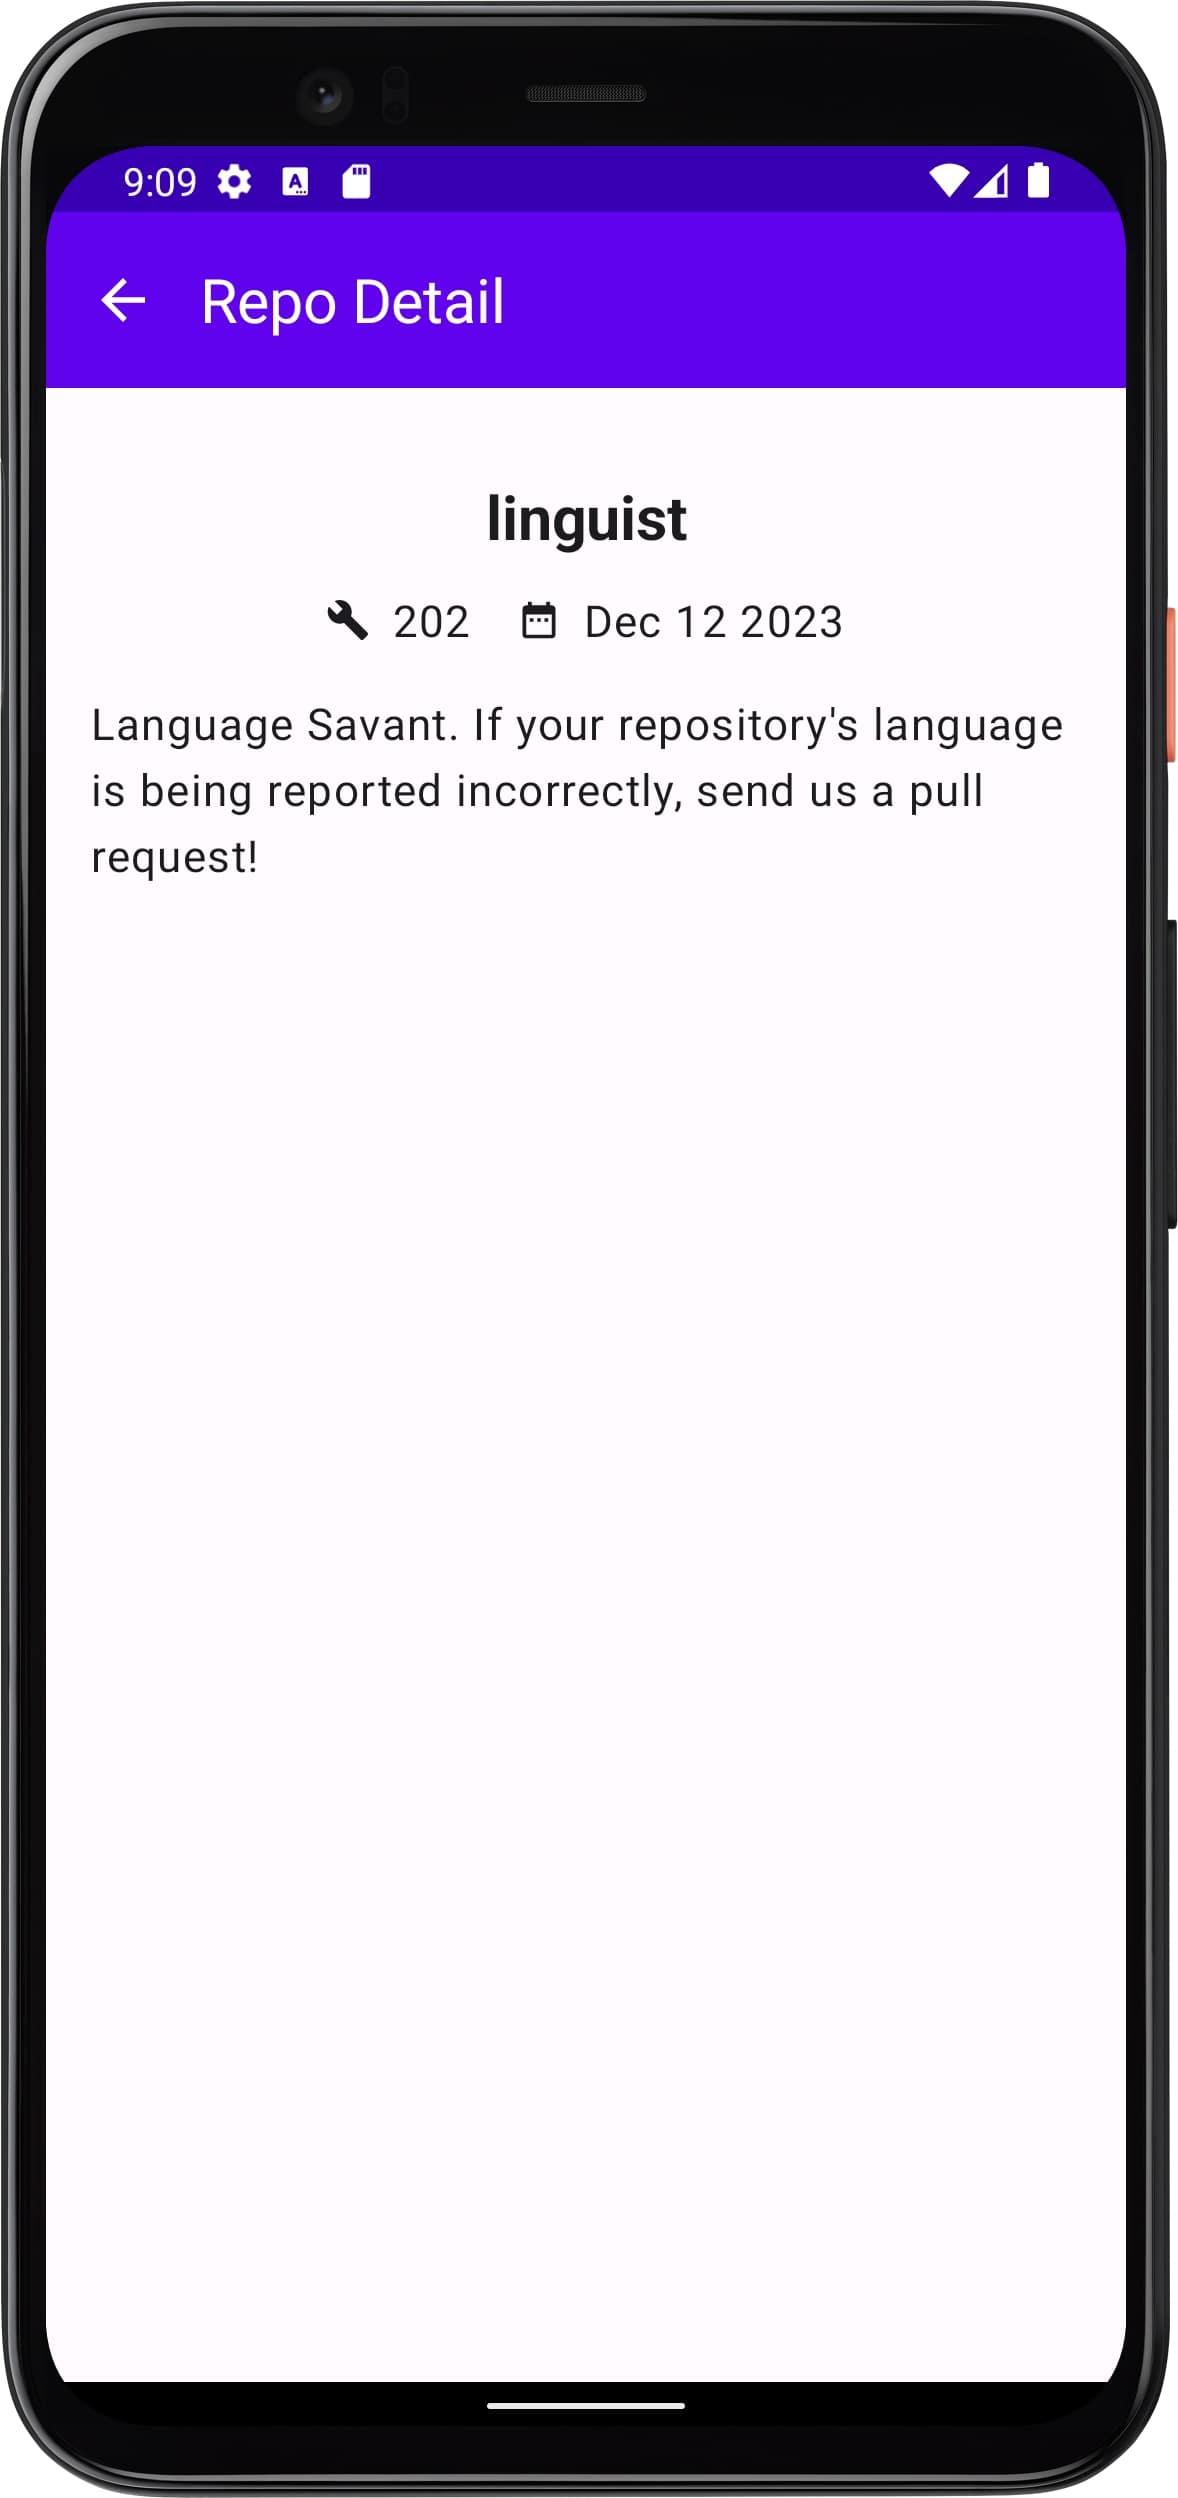 9:09
Repo Detail
linguist
202 Dec 12 2023
Language Savant. If your repository's language
is being reported incorrectly, send us a pull
request!